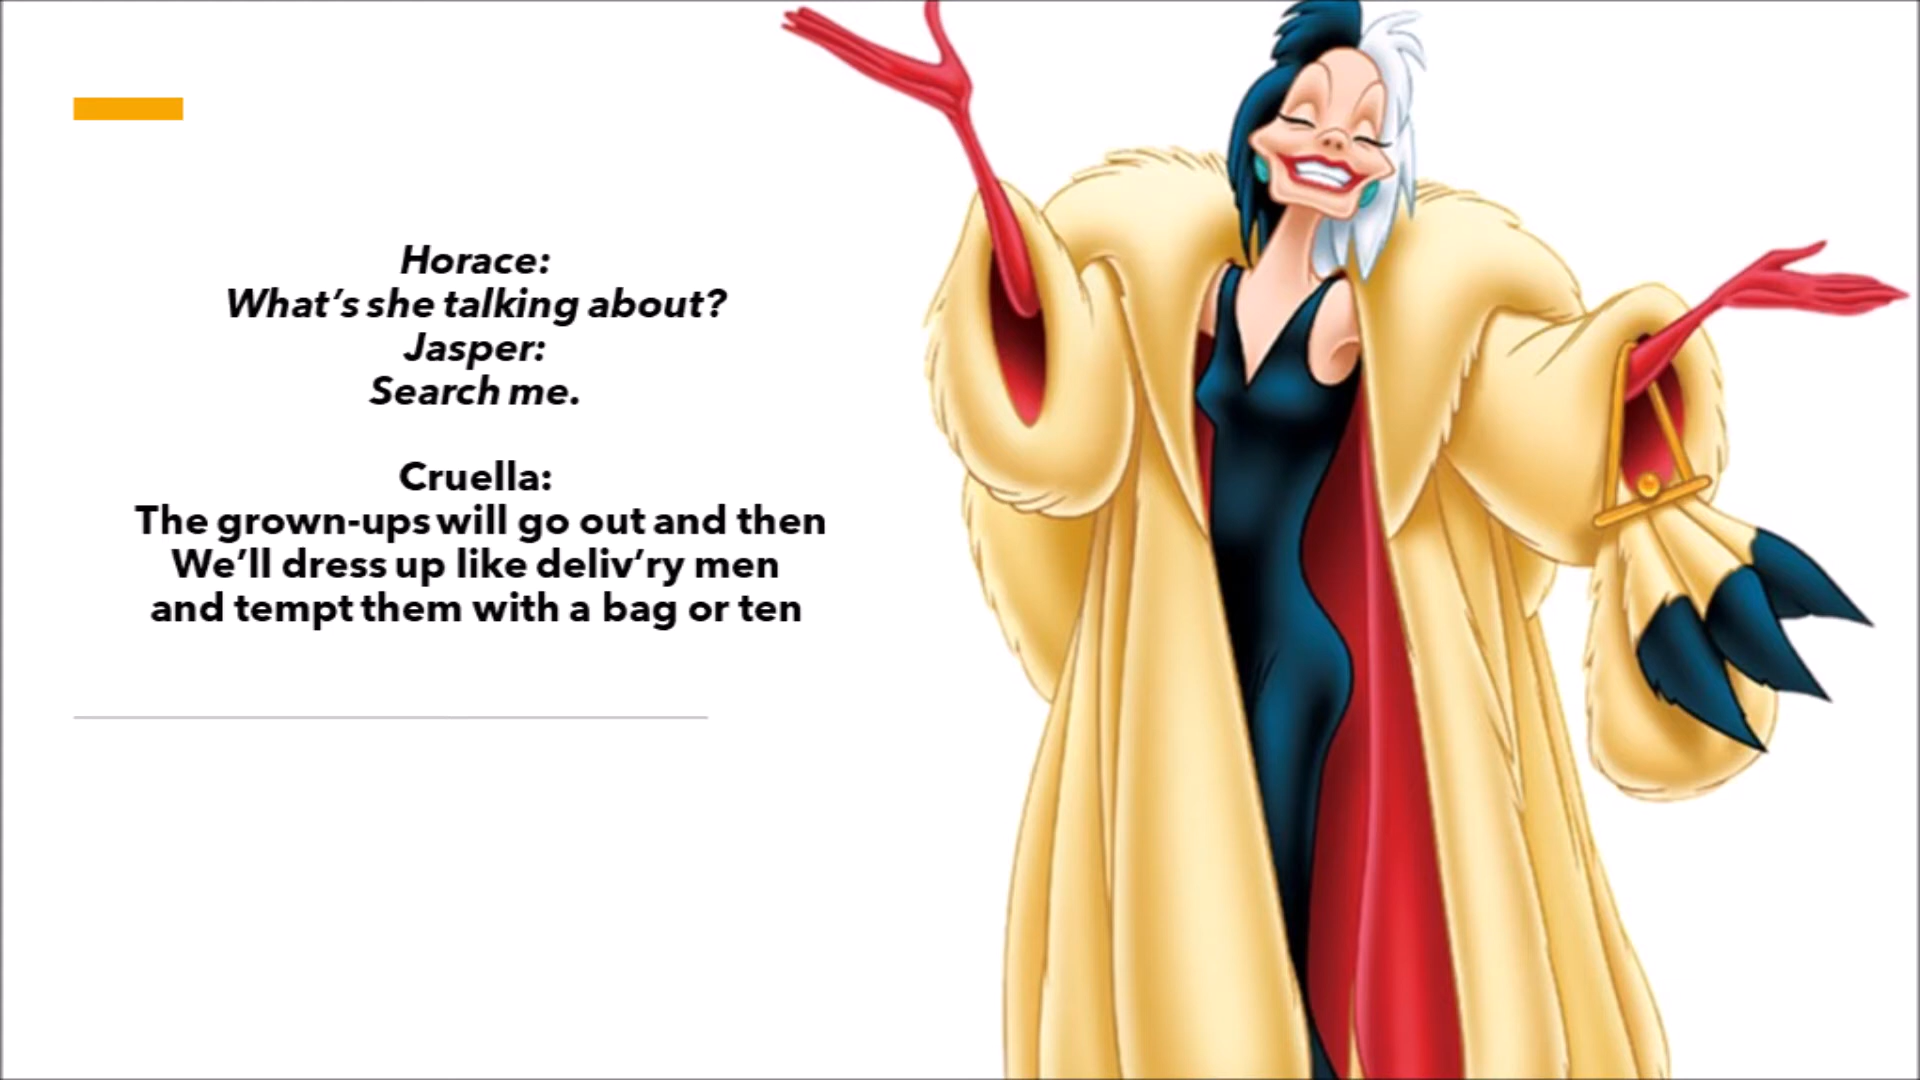 Horace:
What’s she talking about?
Jasper:
Search me.
Cruella:
The grown-ups will go out and then
We’ll dress up like deliv’ry men
and tempt them with a bag or ten